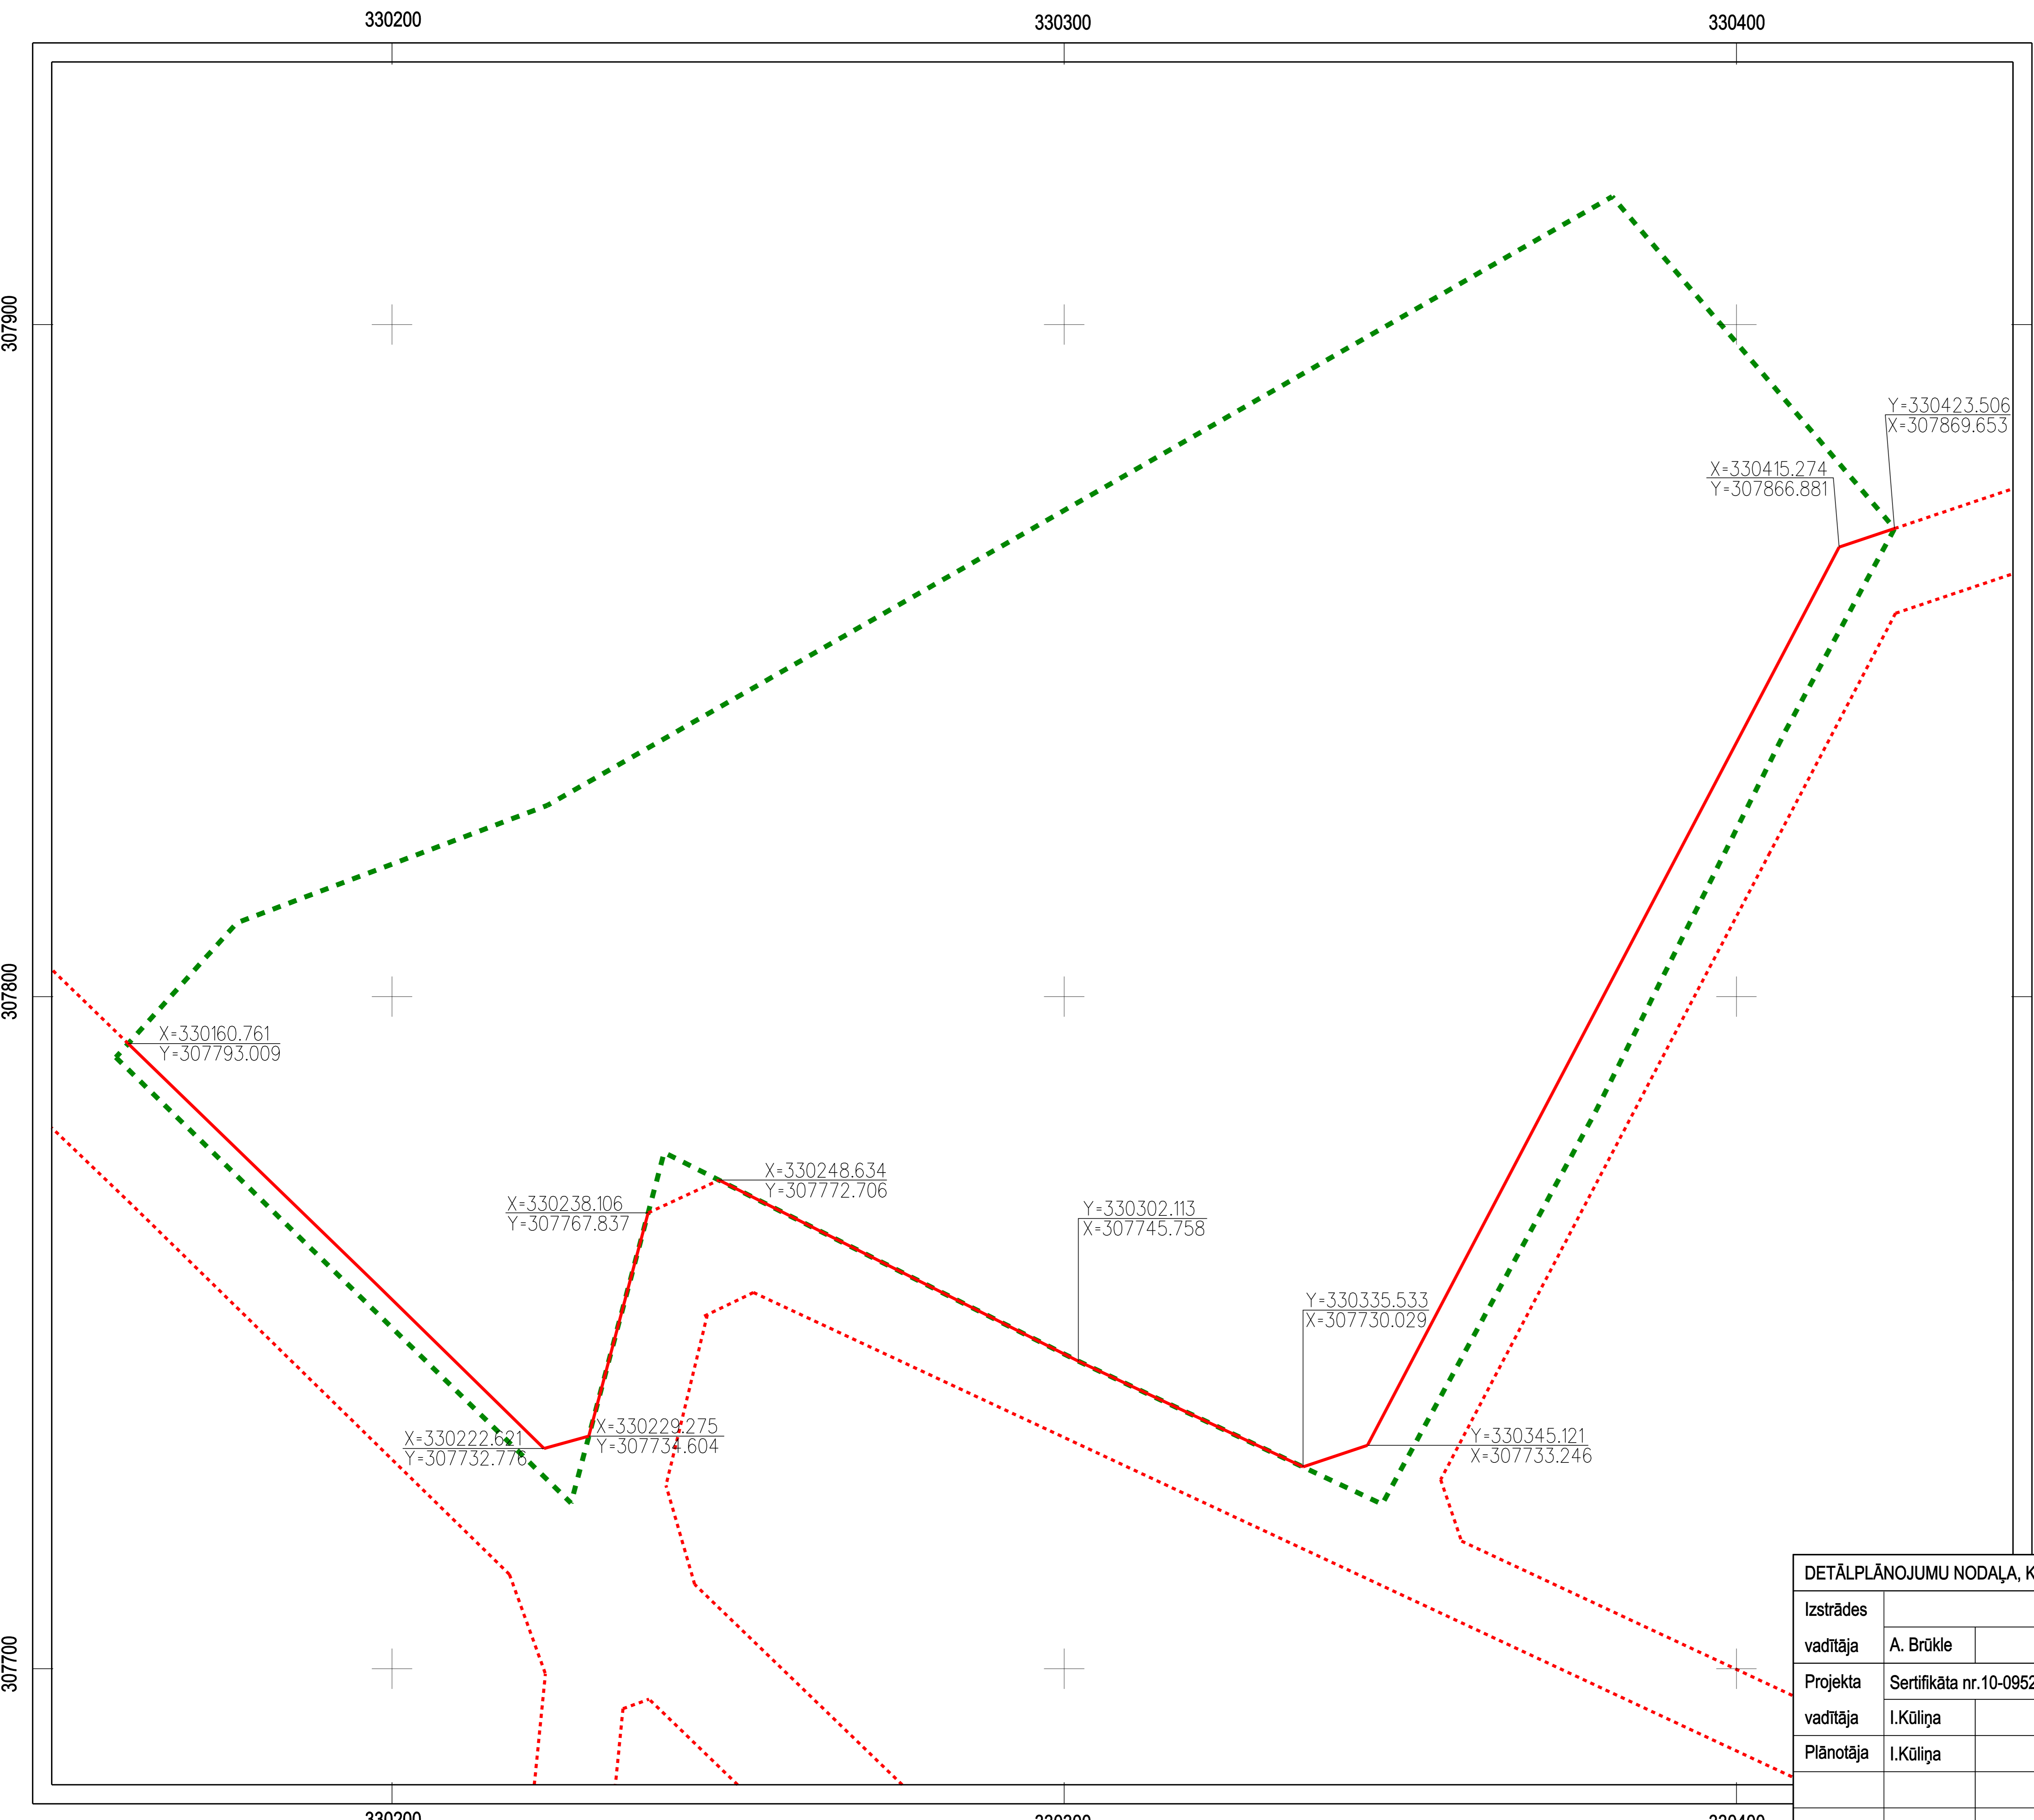 330200
330300
330400
307900
Y=330423.506
X=307869.653
X=330415.274
Y=307866.881
307800
X=330160.761
Y=307793.009
X=330248.634
Y=307772.706
X=330238.106
Y=307767.837
Y=330302.113
X=307745.758
Y=330335.533
X=307730.029
X=330229.275
Y=307734.604
X=330222.621
Y=307732.776
Y=330345.121
X=307733.246
307700
DETĀLPLĀNOJUMU NODAĻA, K
Izstrādes
vadītāja A. Brūkle
Projekta Sertifikāta nr.10-0952
vadītāja I.Kūliņa
Plānotāja I.Kūliņa
330200
330300
330400